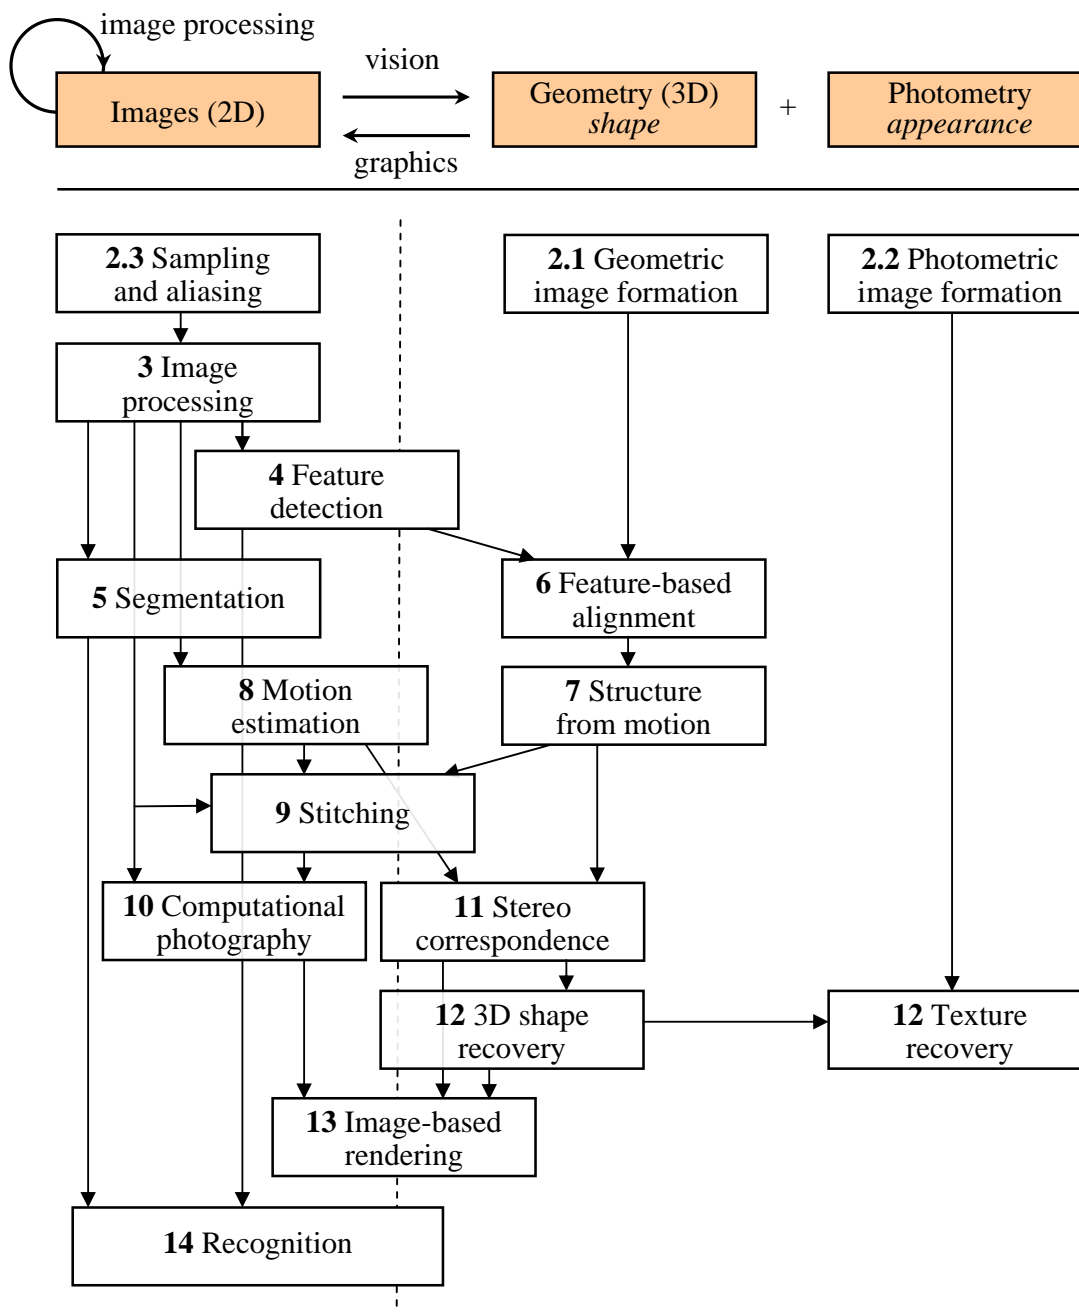 image processing
vision
Images (2D)
Geometry (3D)
shape
+
Photometry
appearance
graphics
2.3 Sampling
and aliasing
2.1 Geometric
image formation
2.2 Photometric
image formation
3 Image
processing
4 Feature
detection
5 Segmentation
6 Feature-based
alignment
8 Motion
estimation
7 Structure
from motion
9 Stitching
10 Computational
photography
11 Stereo
correspondence
12 3D shape
recovery
12 Texture
recovery
13 Image-based
rendering
14 Recognition